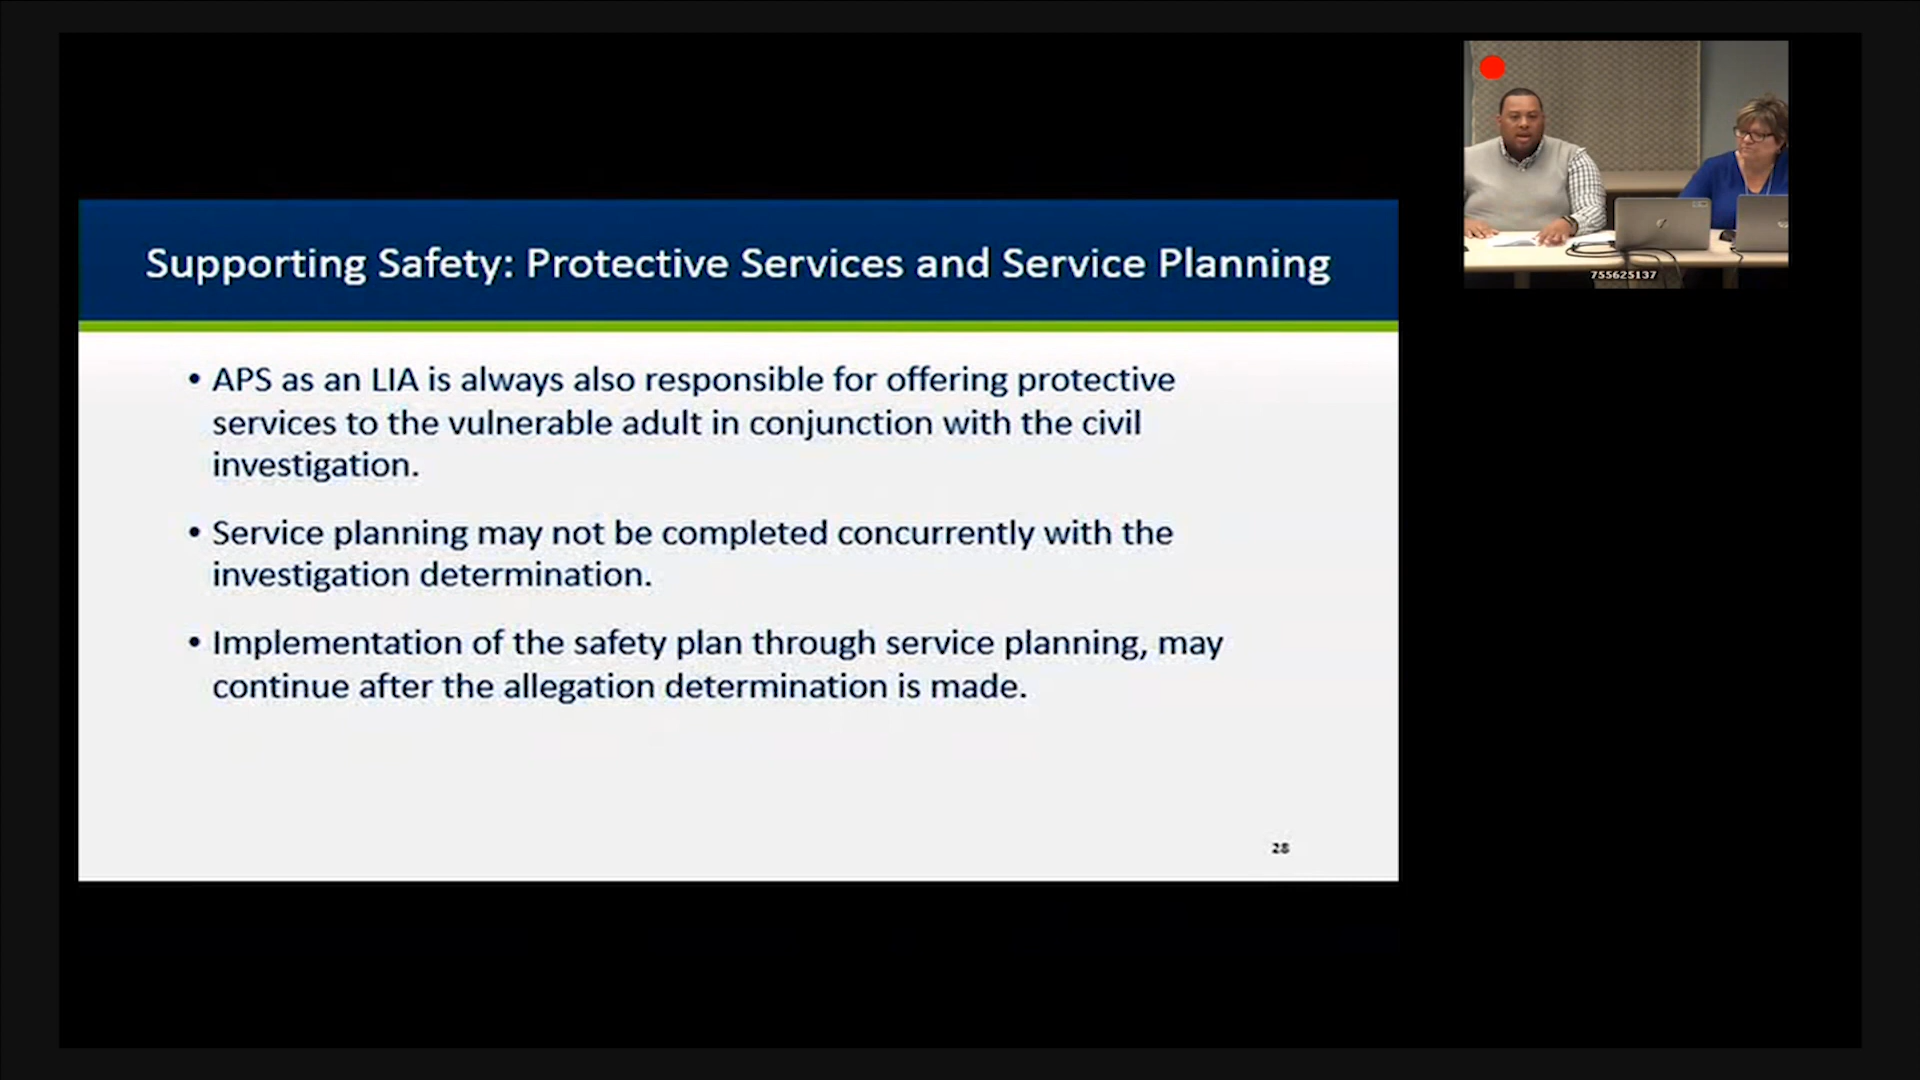 Supporting Safety: Protective Services and Service Planning
• APS as an LIA is always also responsible for offering protective
services to the vulnerable adult in conjunction with the civil
investigation.
• Service planning may not be completed concurrently with the
investigation determination.
• Implementation of the safety plan through service planning, may
continue after the allegation determination is made.
28
755625137